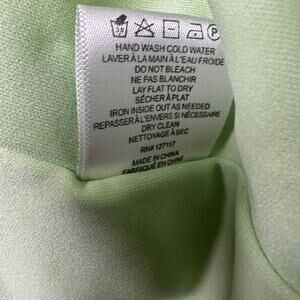 HAND WASH COLD WATER
LAVER À LA MAIN À L'EAU FROIDE
DO NOT BLEACH
NE PAS BLANCHIR
LAY FLAT TO DRY
SÉCHER À PLAT
IRON INSIDE OUT AS NEEDED
REPASSER À L'ENVERS SI NÉCESSAIRE
DRY CLEAN
NETTOYAGE À SEC
RN# 127117
MADE IN CHINA
FABRIQUÉ EN CHINE